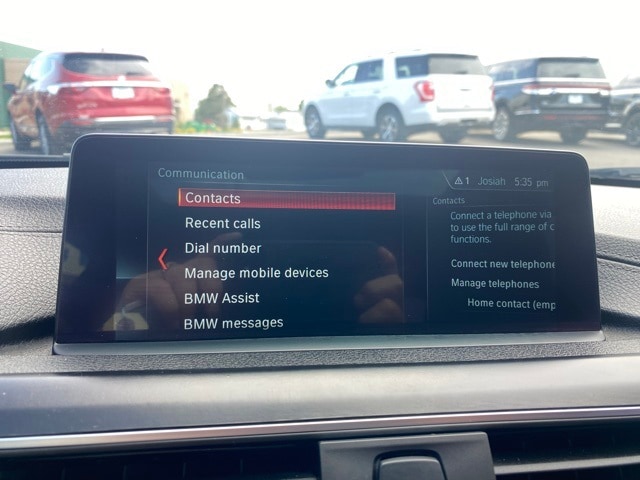 Communication
⚠1 Josiah 5:35 pm
Contacts
Recent calls
Dial number
Manage mobile devices
BMW Assist
BMW messages
Contacts
Connect a telephone via
to use the full range of
functions.
Connect new telephone
Manage telephones
Home contact (emp